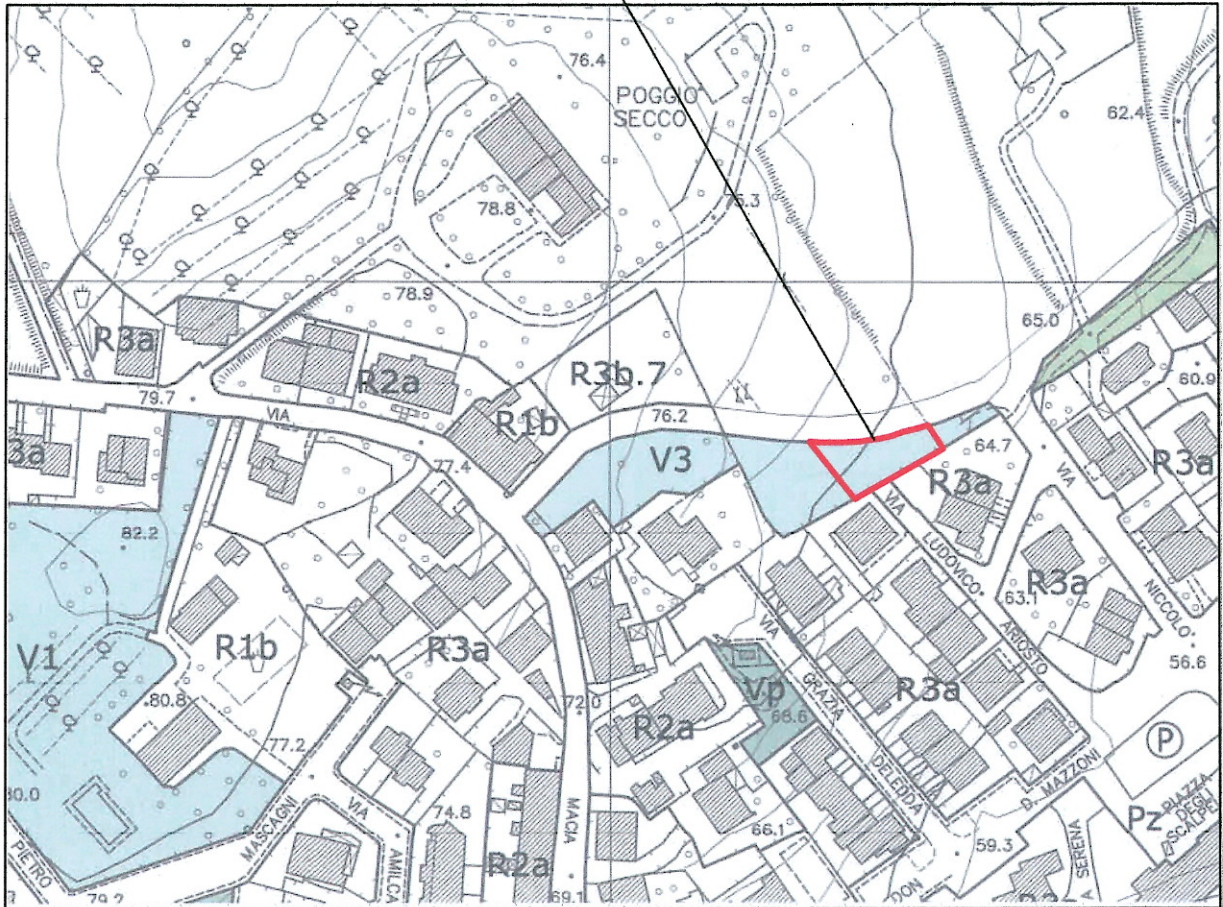 76.4
POGGIO
SECCO
62.4
75.3
78.8
78.9
65.0
R3a
R3b.7
R2a
60.9
79.7
VIA
R1b
76.2
V3
64.7
R3a
R3a
3a
77.4
VIA
VIA
LUDOVICO
ARIOSTO
82.2
R3a
63.1
NICCOLO'
V1
R1b
R3a
VIA
GRAZIA
DELEDDA
R3a
56.6
Vp
68.6
80.8
72.0
R2a
P
77.2
D. MAZZONI
DON
80.0
MASCAGNI
PIETRO
VIA
AMILCA
74.8
MACIA
66.1
59.3
Pz
PIAZZA
DEGLI
SCALPEL
A SERENA
R2a
79.2
69.1